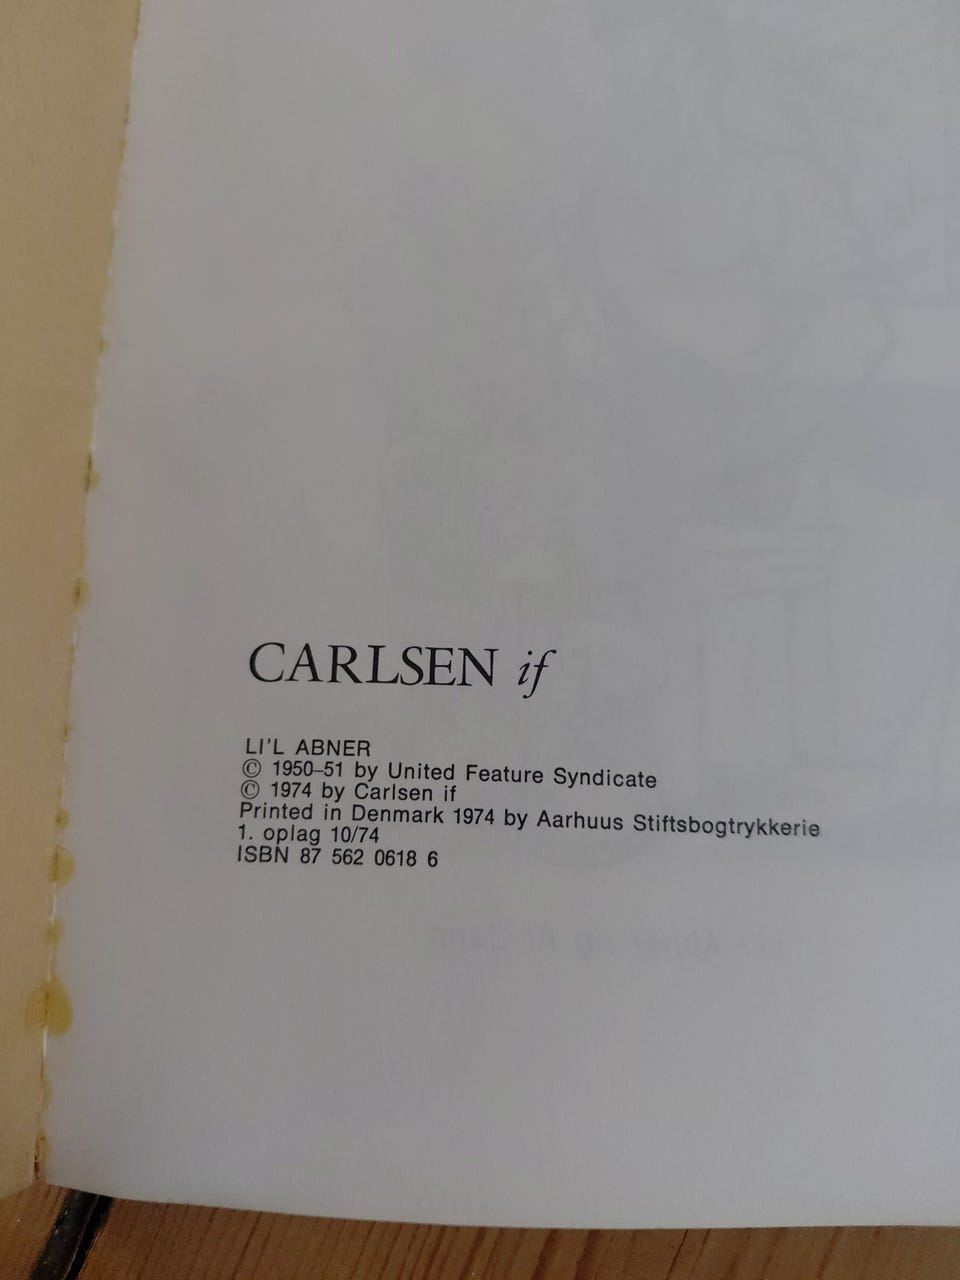 CARLSEN if
LI'L ABNER
© 1950–51 by United Feature Syndicate
© 1974 by Carlsen if
Printed in Denmark 1974 by Aarhuus Stiftsbogtrykkerie
1. oplag 10/74
ISBN 87 562 0618 6